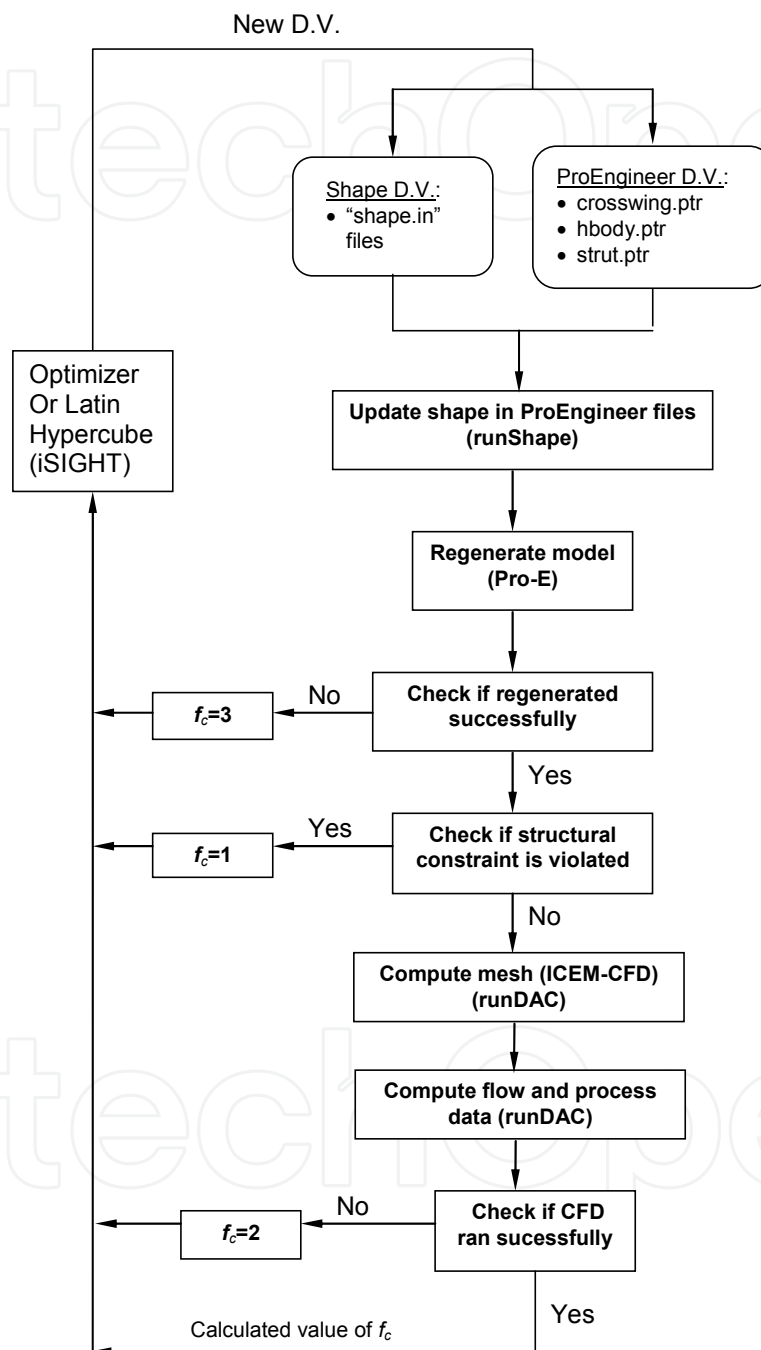 New D.V.
Shape D.V.:
• “shape.in”
files
ProEngineer D.V.:
• crosswing.ptr
• hbody.ptr
• strut.ptr
Optimizer
Or Latin
Hypercube
(iSIGHT)
Update shape in ProEngineer files
(runShape)
Regenerate model
(Pro-E)
Check if regenerated
successfully
No
fc=3
Yes
Check if structural
constraint is violated
Yes
fc=1
No
Compute mesh (ICEM-CFD)
(runDAC)
Compute flow and process
data (runDAC)
Check if CFD
ran sucessfully
No
fc=2
Yes
Calculated value of fc
techOpe
techOpe